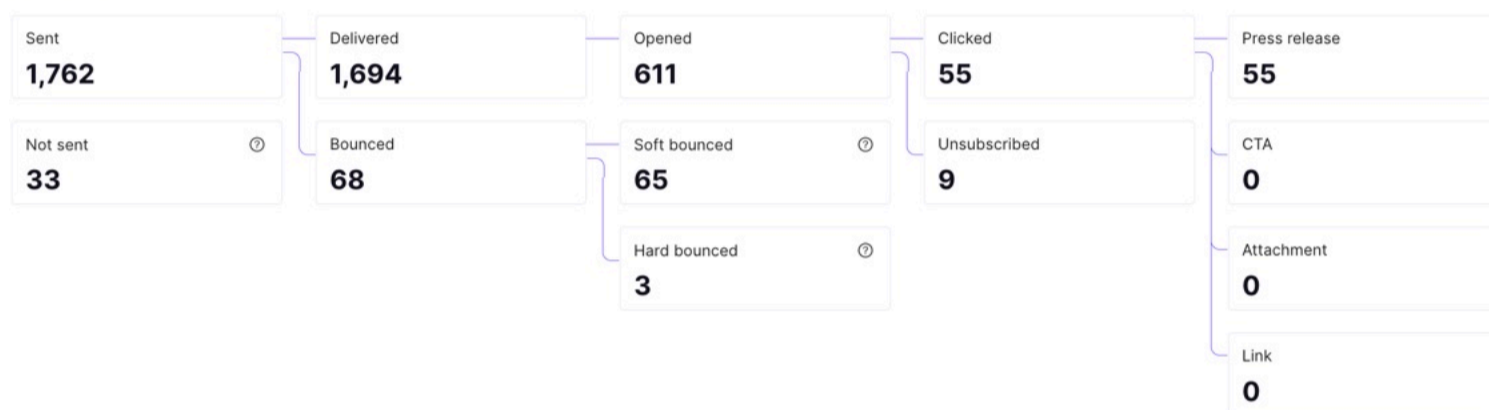 Sent
1,762
Delivered
1,694
Opened
611
Clicked
55
Press release
55
Not sent
33
Bounced
68
Soft bounced
65
Unsubscribed
9
CTA
0
Hard bounced
3
Attachment
0
Link
0